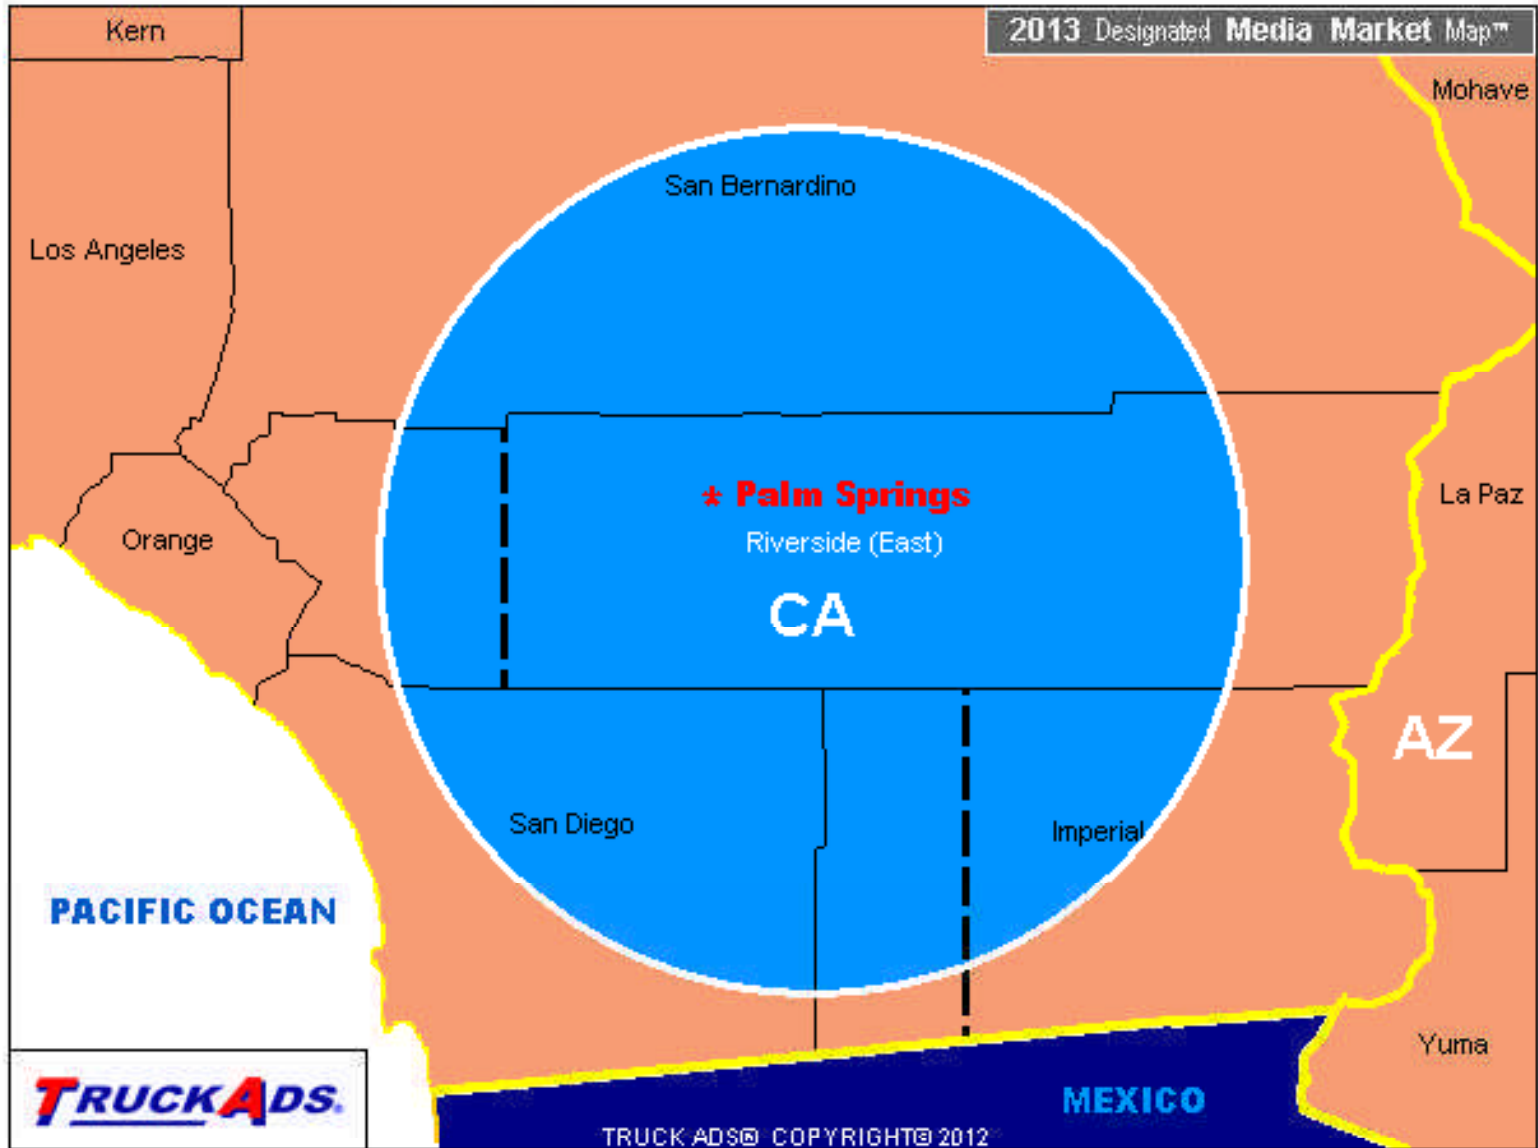 Kern
2013 Designated Media Market Map™
Mohave
San Bernardino
Los Angeles
* Palm Springs
La Paz
Orange
Riverside (East)
CA
AZ
San Diego
Imperial
PACIFIC OCEAN
Yuma
TRUCKADS.
MEXICO
TRUCK ADS® COPYRIGHT© 2012